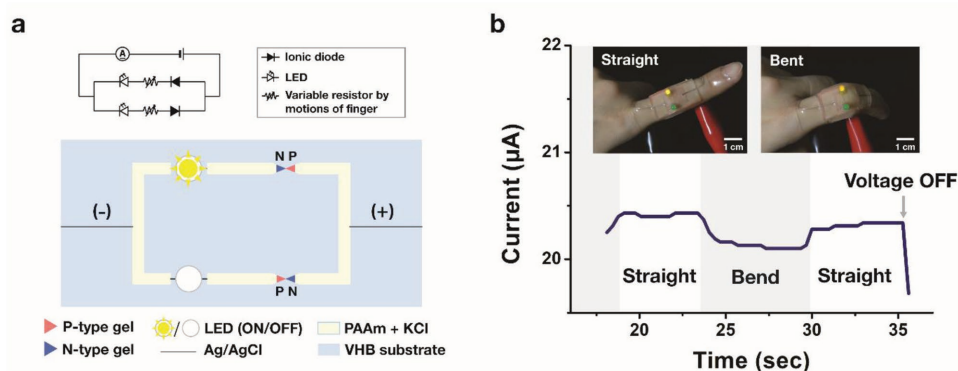 a
A
Ionic diode
LED
Variable resistor by
motions of finger
N P
(-)
(+)
P N
P-type gel
LED (ON/OFF)
PAAm + KCl
N-type gel
Ag/AgCl
VHB substrate
b
22
21
20
Current (μA)
Straight
1 cm
Bent
1 cm
Voltage OFF
Straight
Bend
Straight
20
25
30
35
Time (sec)